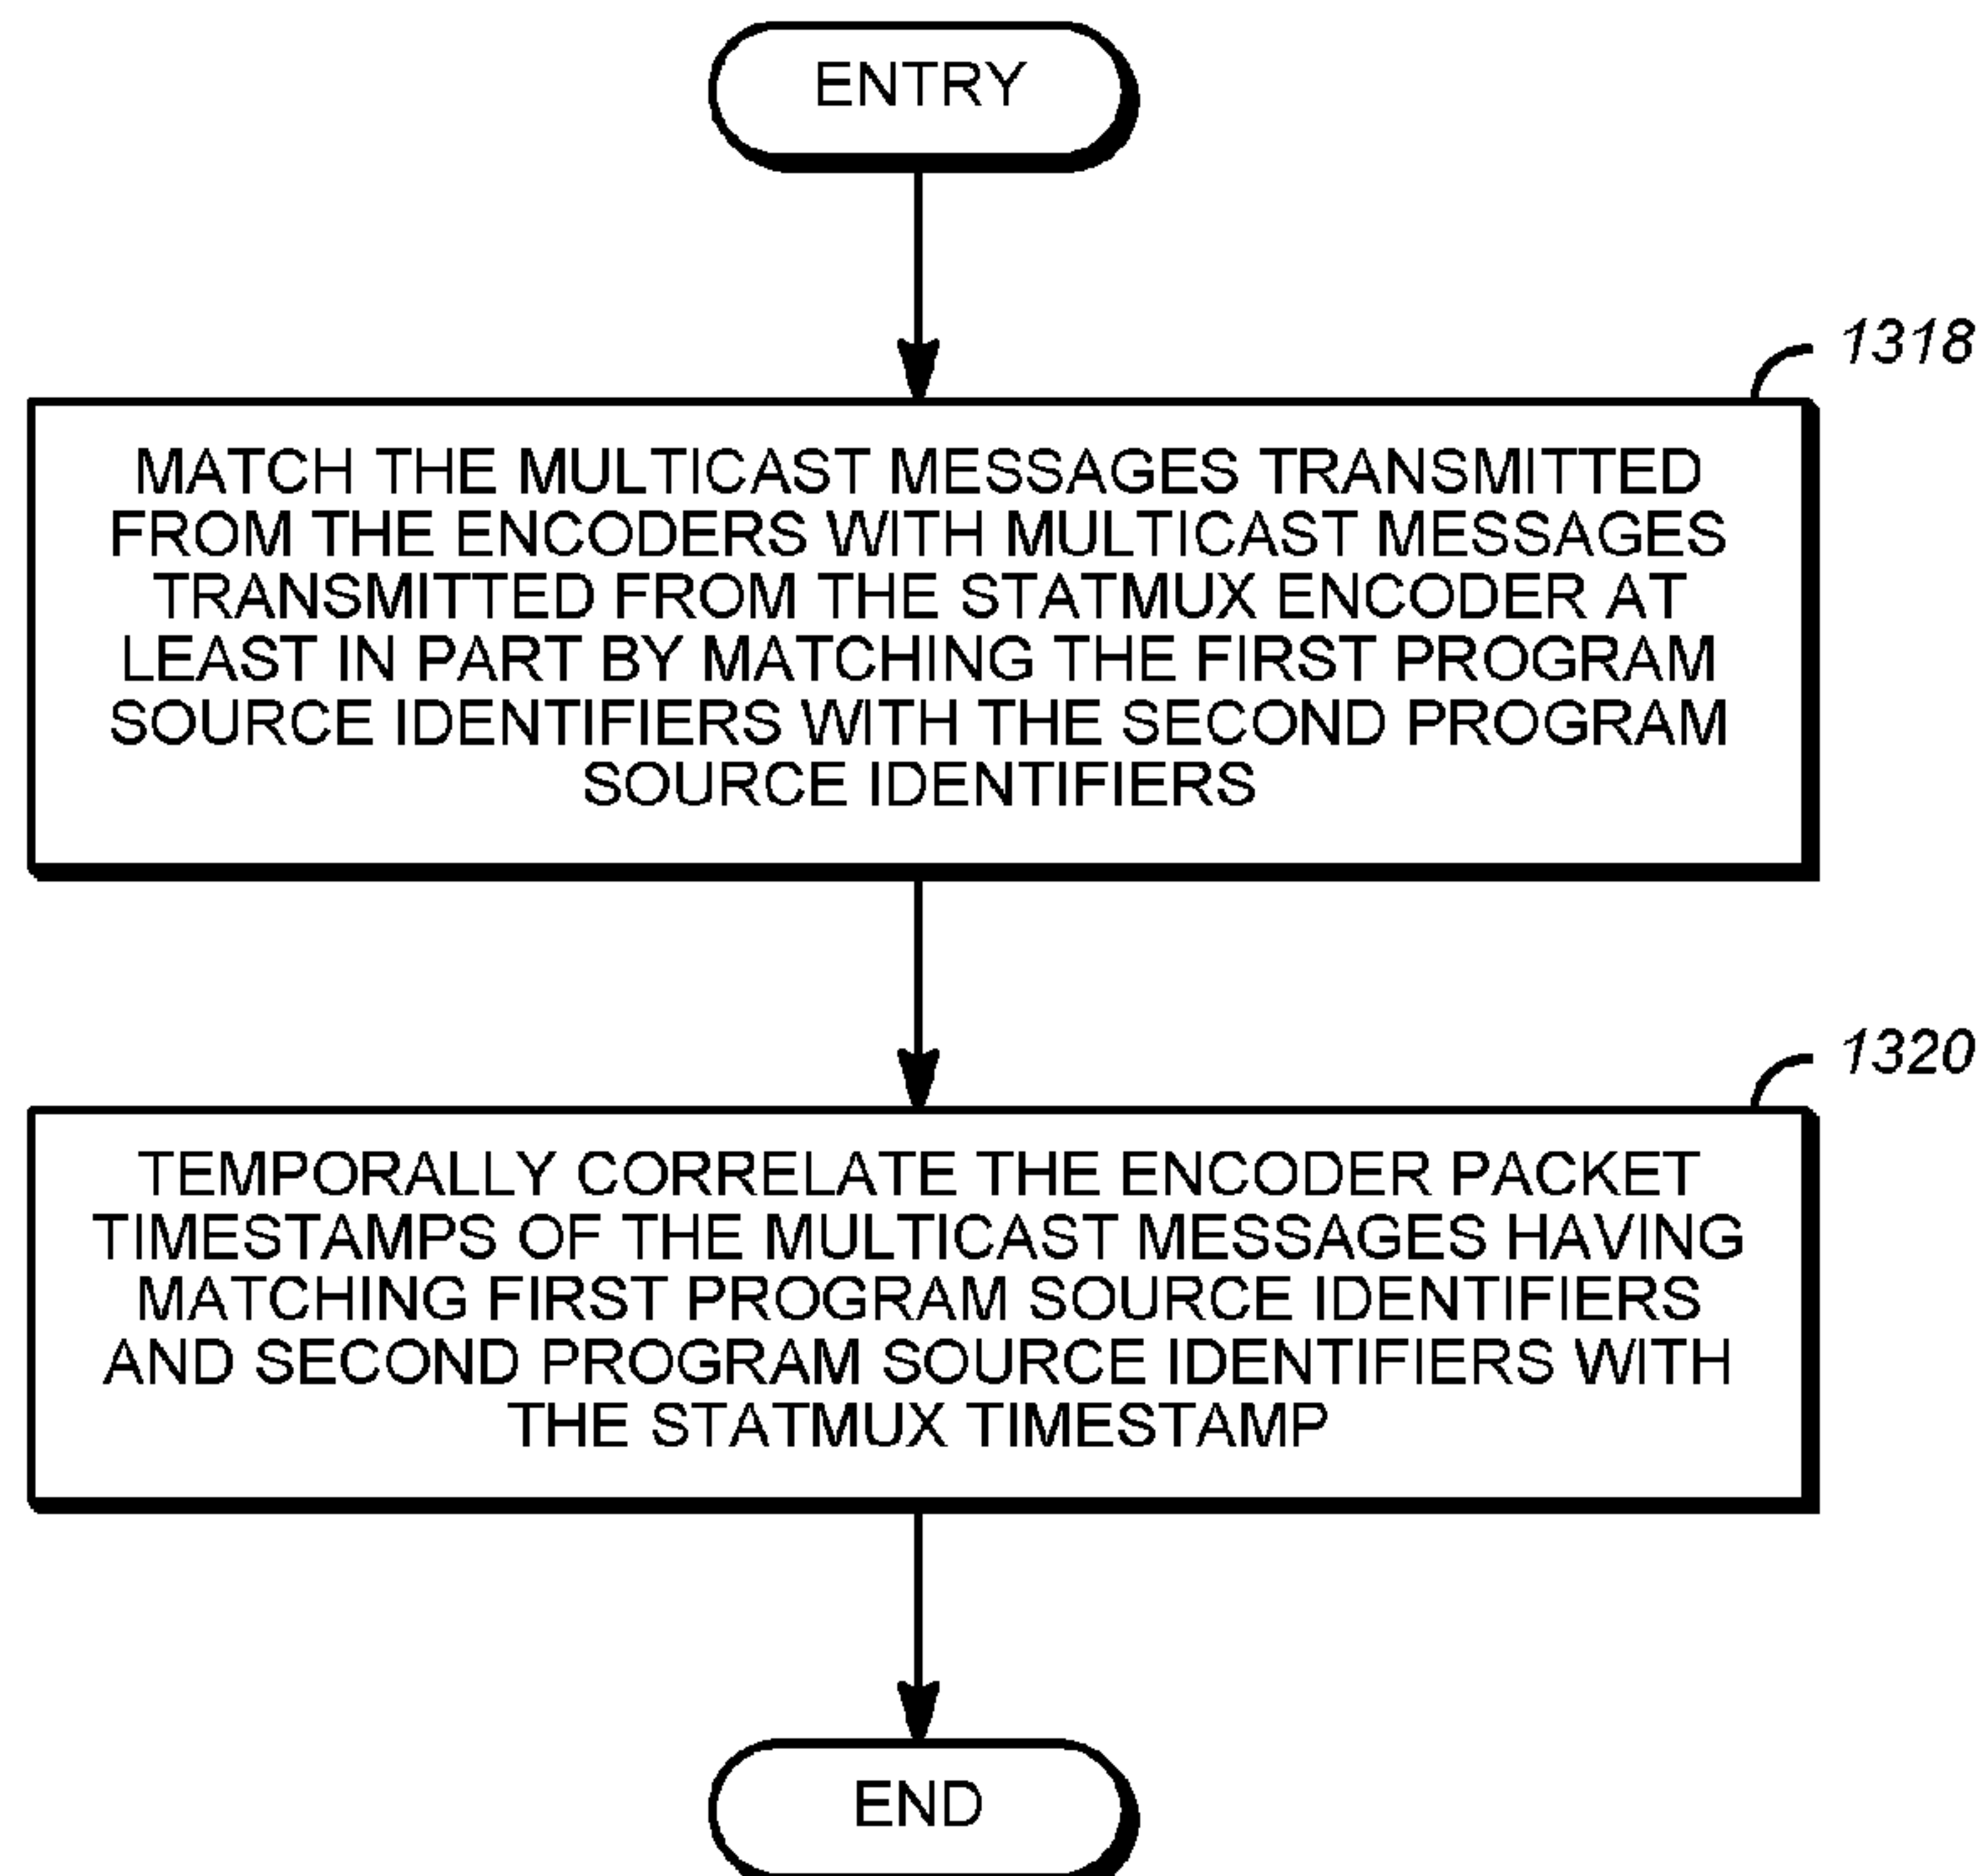 ENTRY
1318
MATCH THE MULTICAST MESSAGES TRANSMITTED
FROM THE ENCODERS WITH MULTICAST MESSAGES
TRANSMITTED FROM THE STATMUX ENCODER AT
LEAST IN PART BY MATCHING THE FIRST PROGRAM
SOURCE IDENTIFIERS WITH THE SECOND PROGRAM
SOURCE IDENTIFIERS
1320
TEMPORALLY CORRELATE THE ENCODER PACKET
TIMESTAMPS OF THE MULTICAST MESSAGES HAVING
MATCHING FIRST PROGRAM SOURCE IDENTIFIERS
AND SECOND PROGRAM SOURCE IDENTIFIERS WITH
THE STATMUX TIMESTAMP
END